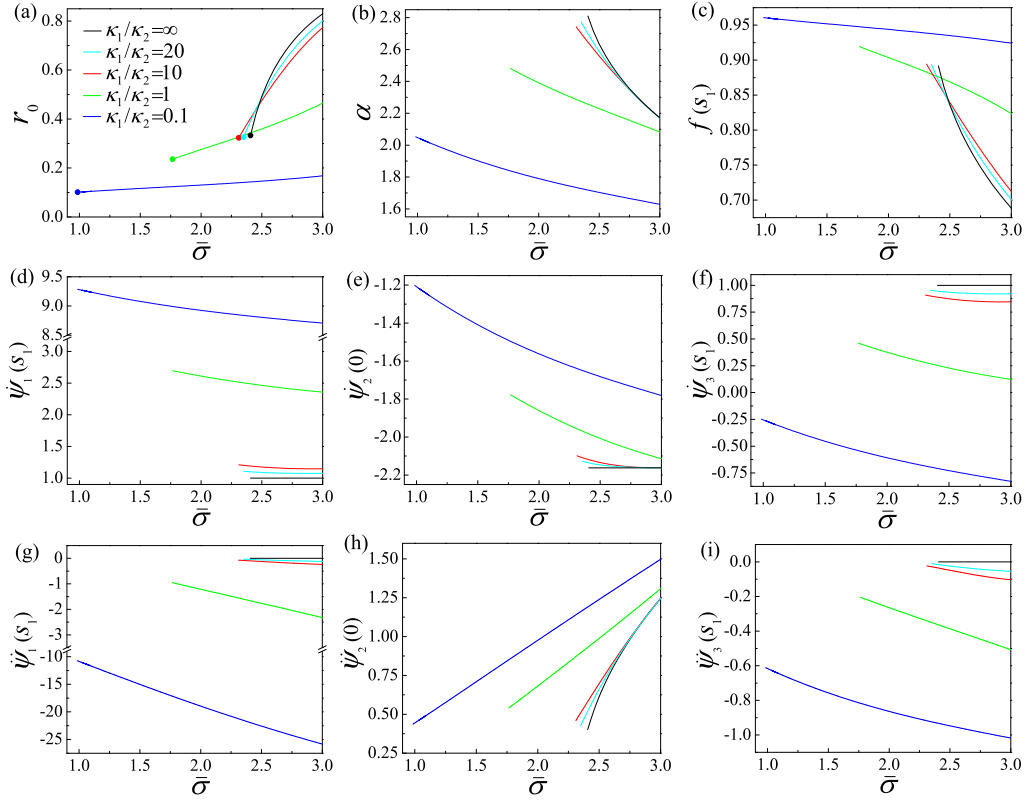 (a)
r₀
0.8
0.6
0.4
0.2
0.0
κ₁/κ₂=∞
κ₁/κ₂=20
κ₁/κ₂=10
κ₁/κ₂=1
κ₁/κ₂=0.1
1.0 1.5 2.0 2.5 3.0
σ̄
(b)
α
2.8
2.6
2.4
2.2
2.0
1.8
1.6
1.0 1.5 2.0 2.5 3.0
σ̄
(c)
f(s₁)
0.95
0.90
0.85
0.80
0.75
0.70
1.0 1.5 2.0 2.5 3.0
σ̄
(d)
ψ̇₁(s₁)
9.5
9.0
8.5
3.0
2.5
2.0
1.5
1.0
1.0 1.5 2.0 2.5 3.0
σ̄
(e)
ψ̇₂(0)
-1.2
-1.4
-1.6
-1.8
-2.0
-2.2
1.0 1.5 2.0 2.5 3.0
σ̄
(f)
ψ̇₃(s₁)
1.00
0.75
0.50
0.25
0.00
-0.25
-0.50
-0.75
1.0 1.5 2.0 2.5 3.0
σ̄
(g)
ψ̈₁(s₁)
0
-1
-2
-3
-10
-15
-20
-25
1.0 1.5 2.0 2.5 3.0
σ̄
(h)
ψ̈₂(0)
1.50
1.25
1.00
0.75
0.50
0.25
1.0 1.5 2.0 2.5 3.0
σ̄
(i)
ψ̈₃(s₁)
-0.0
-0.2
-0.4
-0.6
-0.8
-1.0
1.0 1.5 2.0 2.5 3.0
σ̄